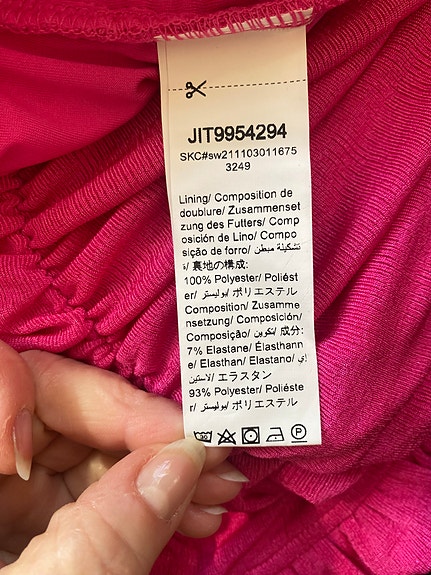 JIT9954294
SKC#sw211103011675
3249
Lining/ Composition de
doublure/ Zusammenset
zung des Futters/ Comp
osición de Lino/ Compo
sição de forro/ تشكيلة مبطن
ة/ 裏地の構成:
100% Polyester/ Poliést
er/ بوليستر/ ポリエステル
Composition/ Zusamme
nsetzung/ Composición/
Composição/ تكوين/ 成分:
7% Elastane/ Élasthann
e/ Elasthan/ Elastano/ إي
لاستين/ エラスタン
93% Polyester/ Poliéste
r/ بوليستر/ ポリエステル
30
P